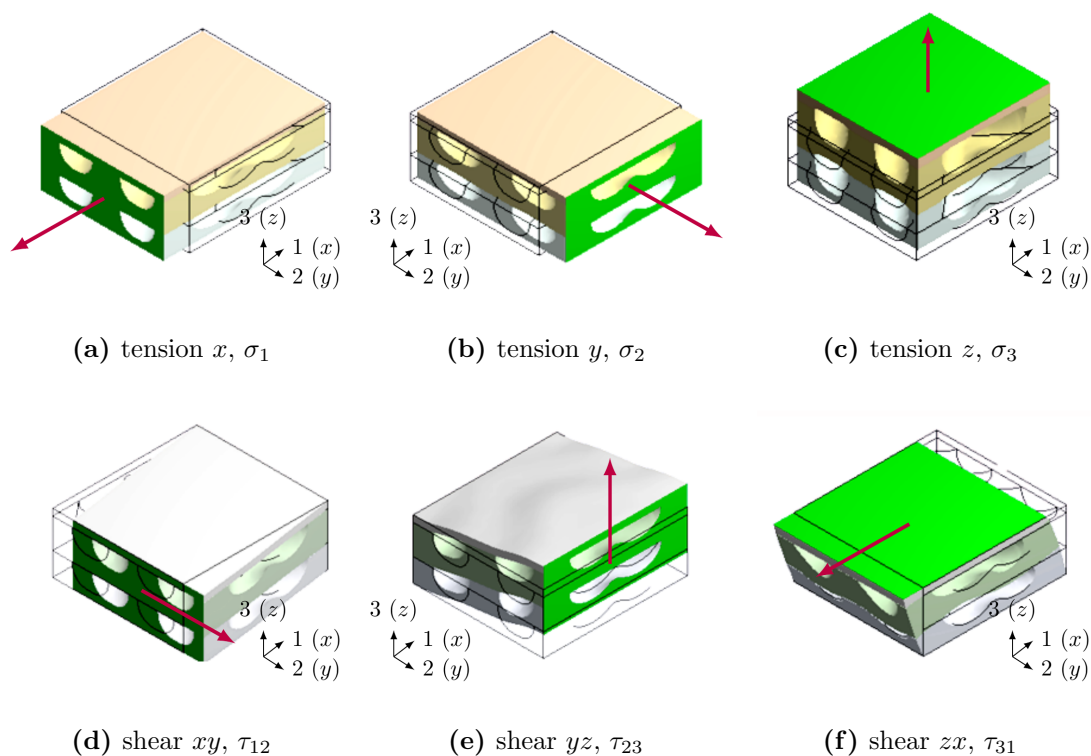 3 (z)
1 (x)
2 (y)
3 (z)
1 (x)
2 (y)
3 (z)
1 (x)
2 (y)
(a) tension x, σ₁
(b) tension y, σ₂
(c) tension z, σ₃
3 (z)
1 (x)
2 (y)
3 (z)
1 (x)
2 (y)
3 (z)
1 (x)
2 (y)
(d) shear xy, τ₁₂
(e) shear yz, τ₂₃
(f) shear zx, τ₃₁